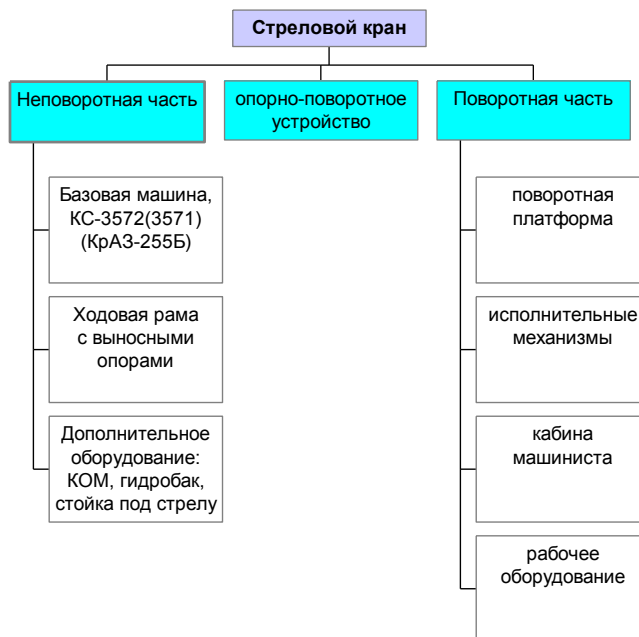 Стреловой кран
Неповоротная часть
опорно-поворотное
устройство
Поворотная часть
Базовая машина,
КС-3572(3571)
(КрАЗ-255Б)
Ходовая рама
с выносными
опорами
Дополнительное
оборудование:
КОМ, гидробак,
стойка под стрелу
поворотная
платформа
исполнительные
механизмы
кабина
машиниста
рабочее
оборудование